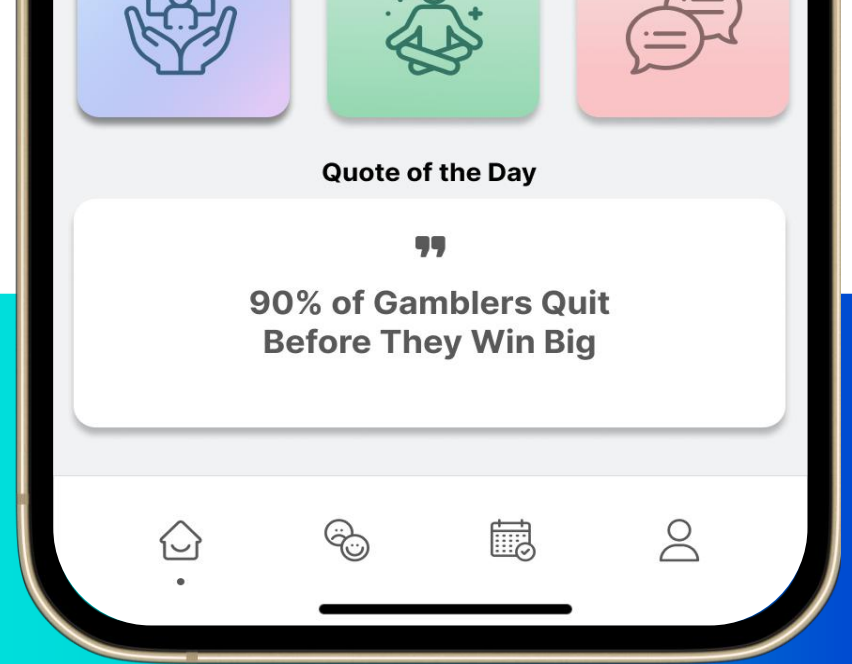 Quote of the Day
❞
90% of Gamblers Quit
Before They Win Big